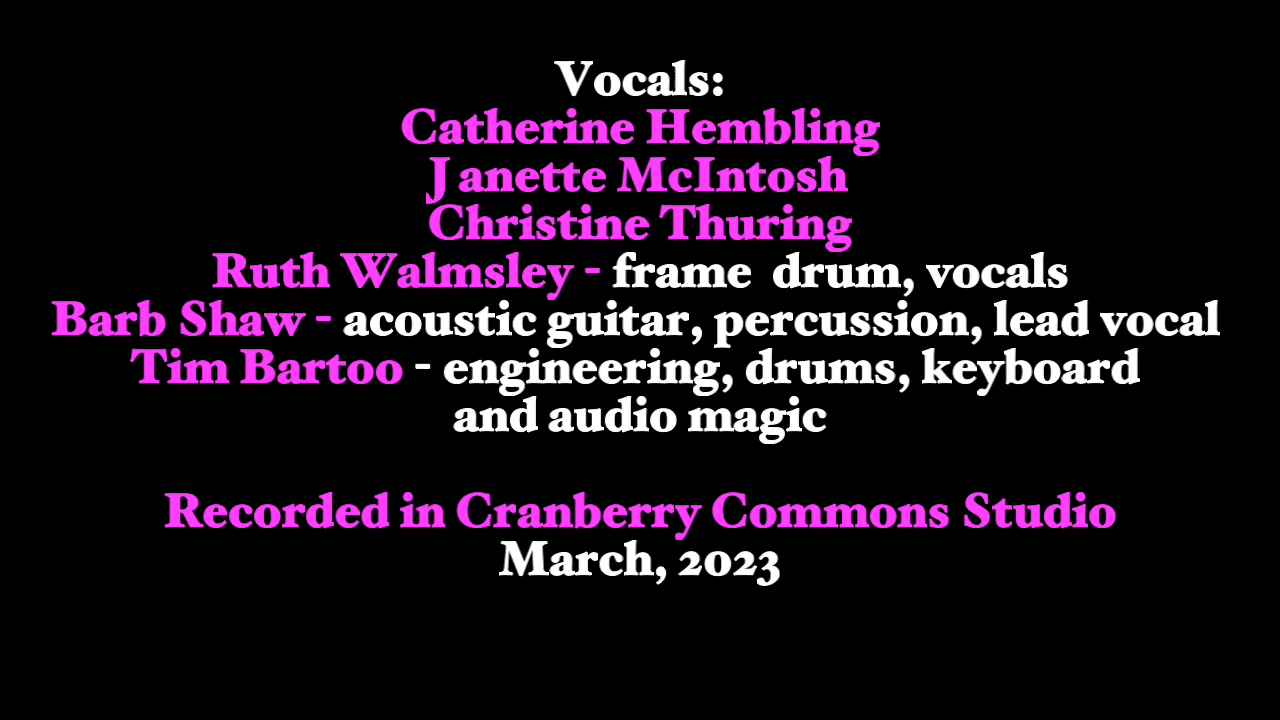 Vocals:
Catherine Hembling
Janette McIntosh
Christine Thuring
Ruth Walmsley - frame drum, vocals
Barb Shaw - acoustic guitar, percussion, lead vocal
Tim Bartoo - engineering, drums, keyboard
and audio magic
Recorded in Cranberry Commons Studio
March, 2023